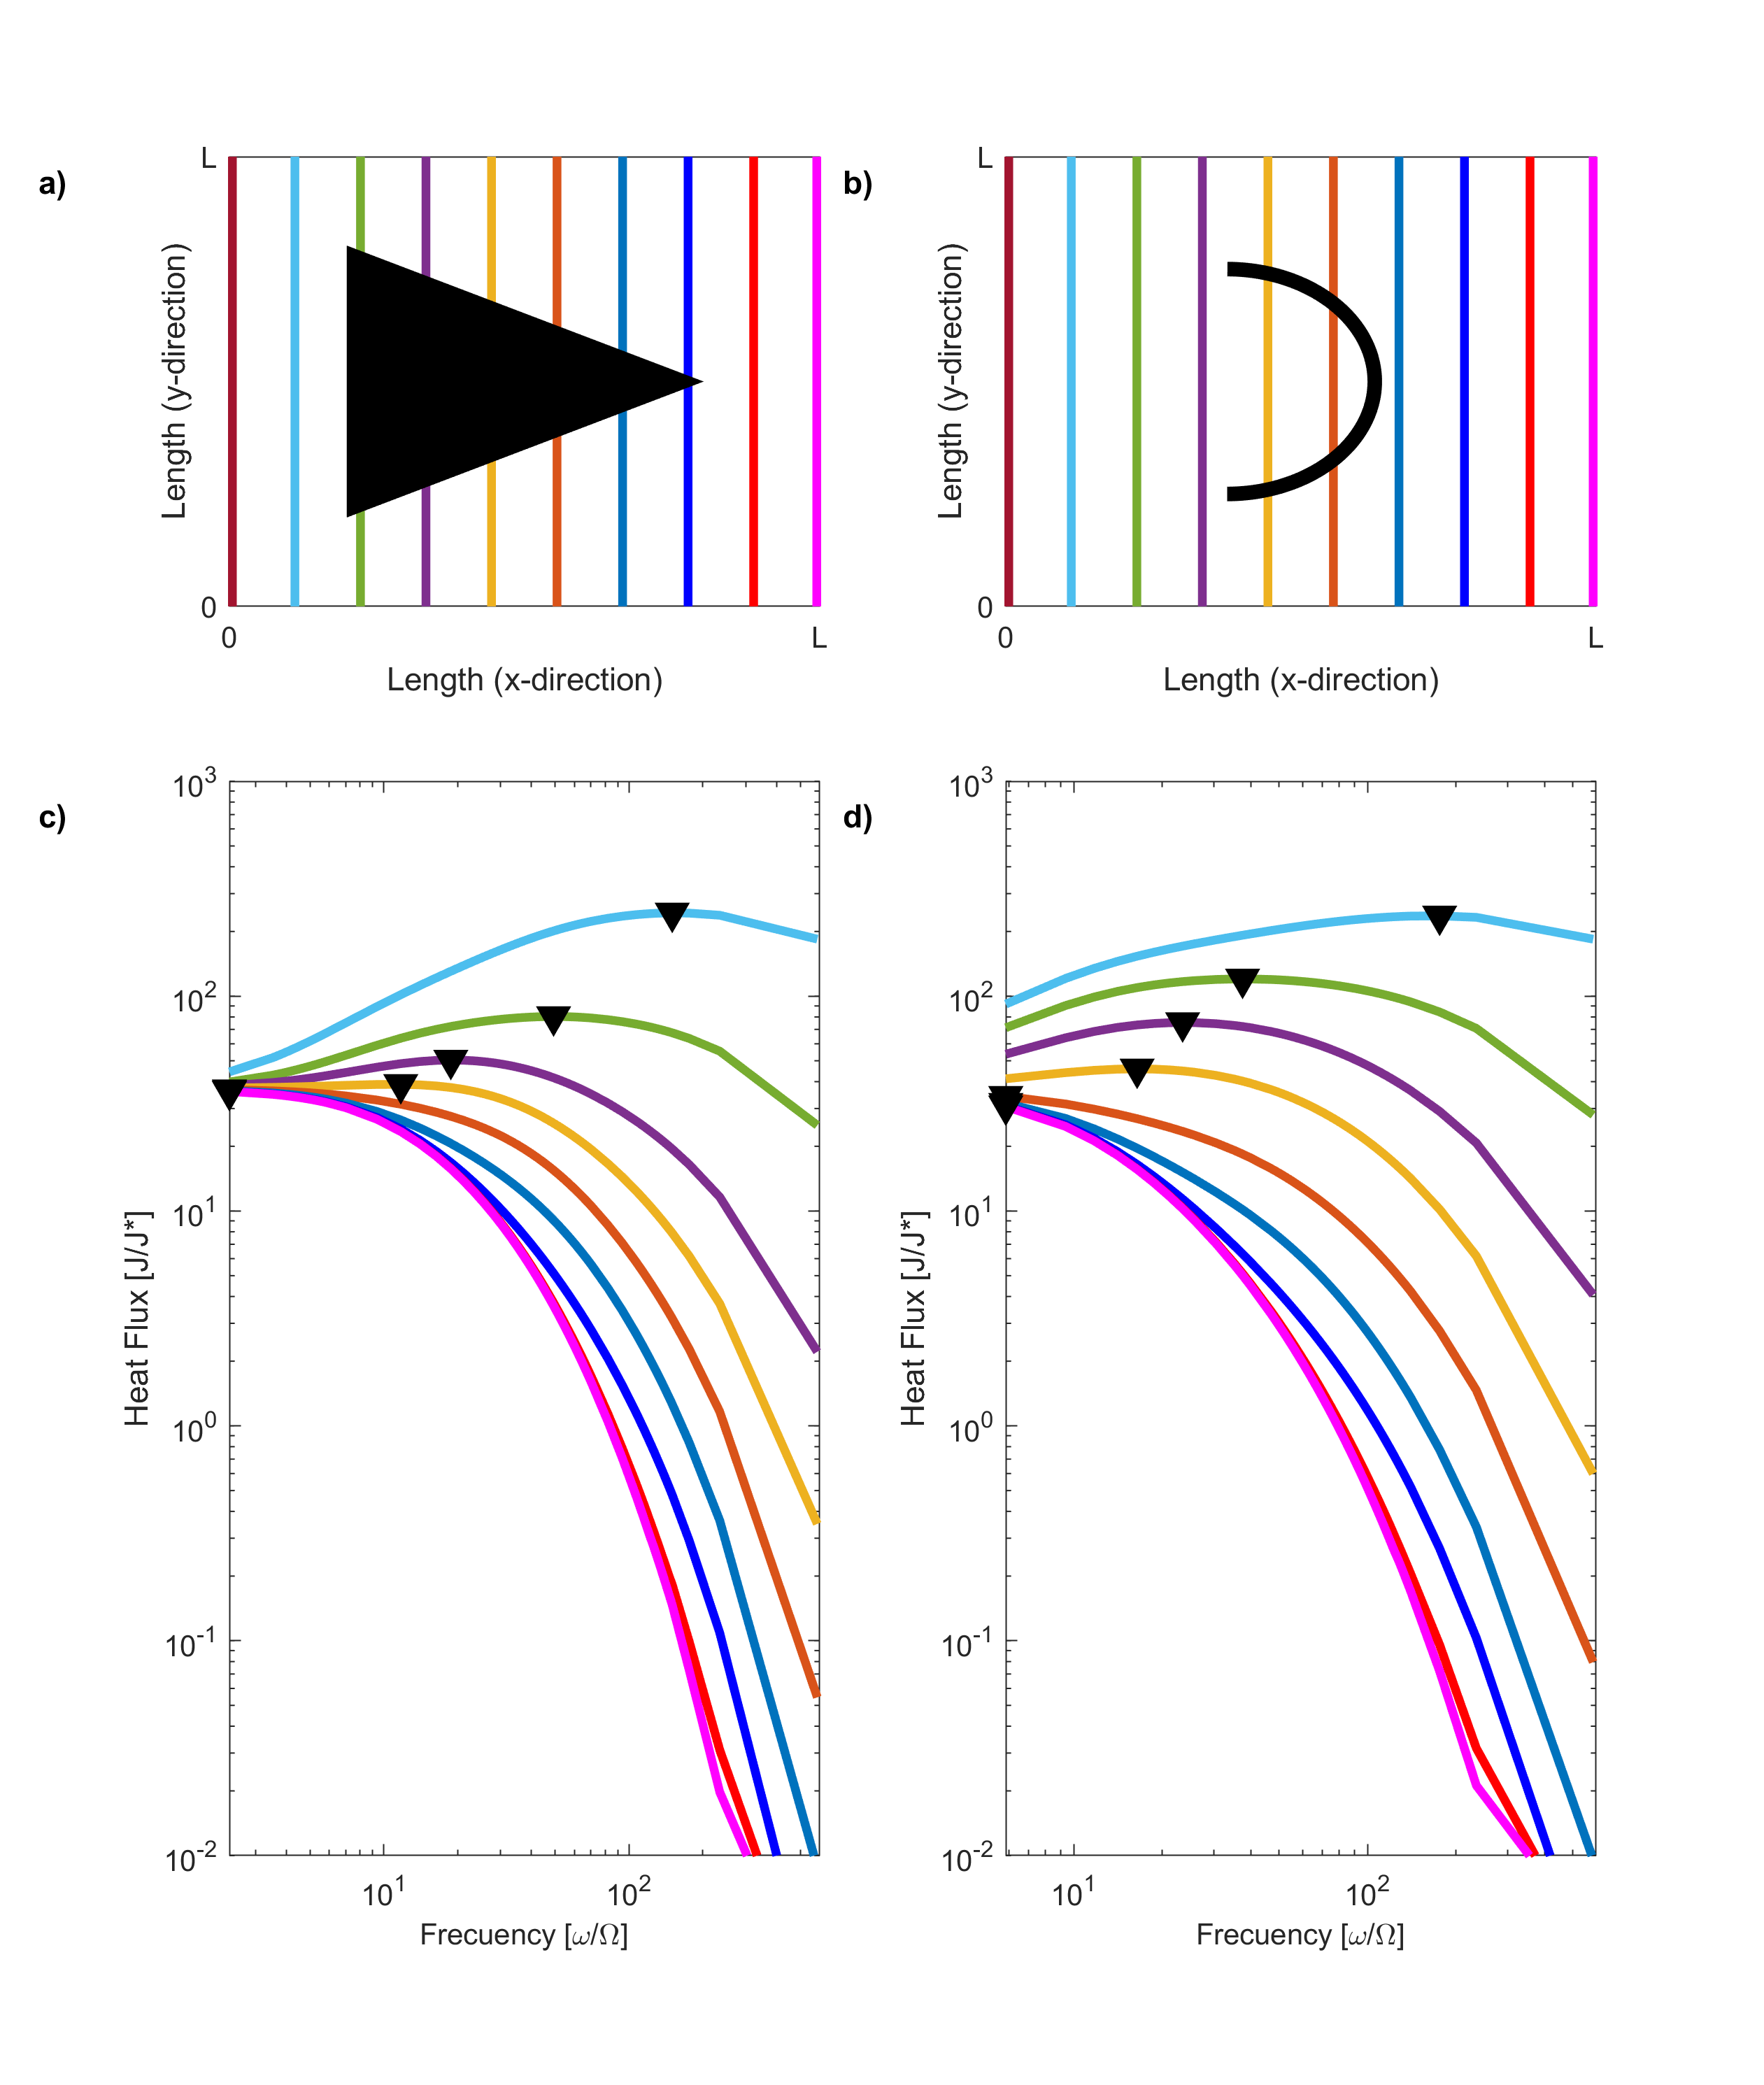 a)
L
Length (y-direction)
0
0
L
Length (x-direction)
b)
L
Length (y-direction)
0
0
L
Length (x-direction)
c)
10^3
10^2
10^1
10^0
10^-1
10^-2
Heat Flux [J/J*]
10^1
10^2
Frecuency [ω/Ω]
d)
10^3
10^2
10^1
10^0
10^-1
10^-2
Heat Flux [J/J*]
10^1
10^2
Frecuency [ω/Ω]